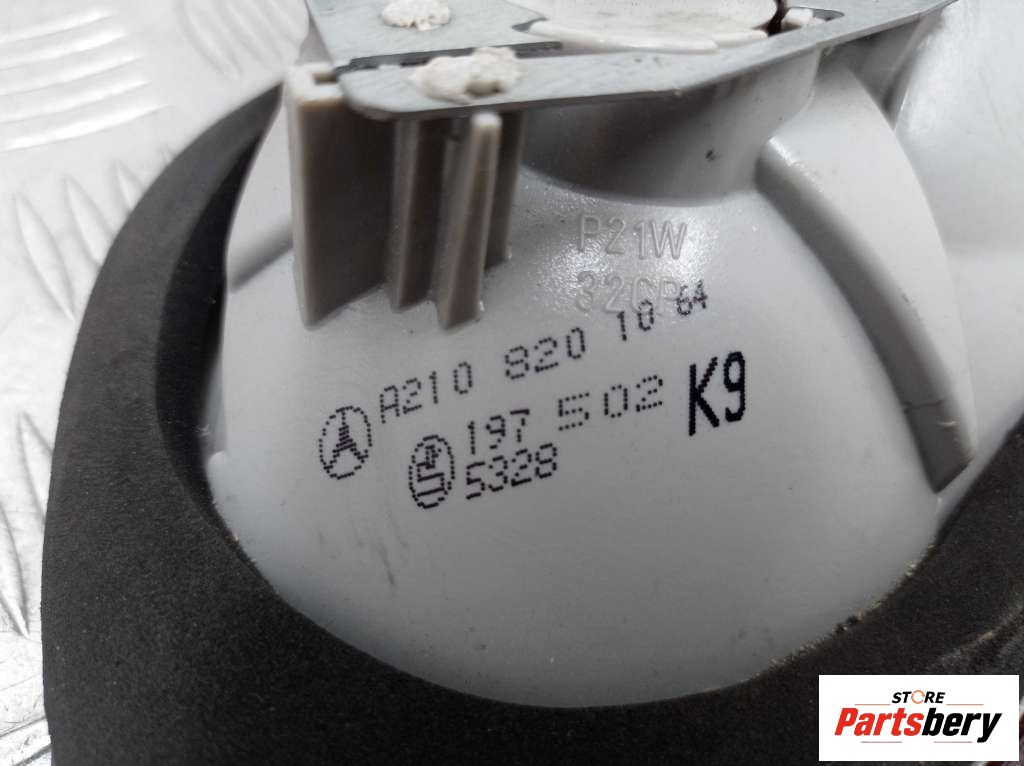 P21W
32CP
A210 820 10 64
197 502 K9
5328
STORE
Partsbery